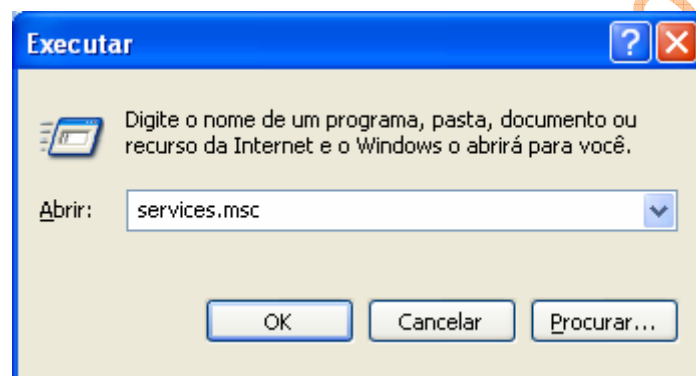 Executar
Digite o nome de um programa, pasta, documento ou
recurso da Internet e o Windows o abrirá para você.
Abrir: services.msc
OK Cancelar Procurar...